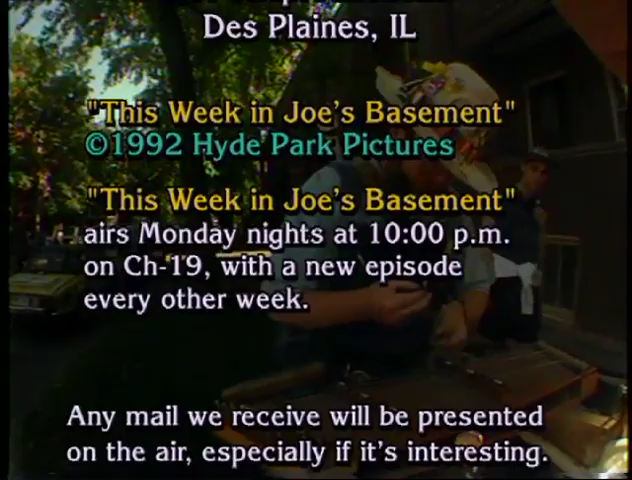 Des Plaines, IL
"This Week in Joe's Basement"
©1992 Hyde Park Pictures
"This Week in Joe's Basement"
airs Monday nights at 10:00 p.m.
on Ch-19, with a new episode
every other week.
Any mail we receive will be presented
on the air, especially if it's interesting.